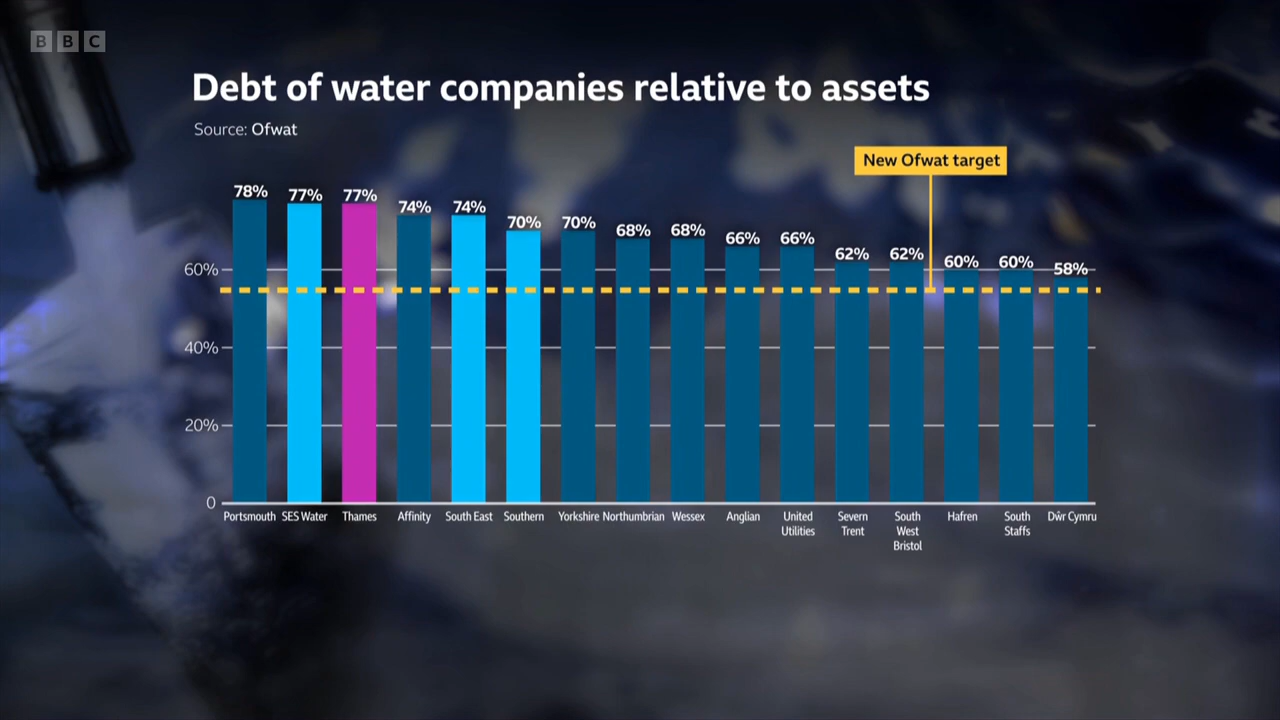 BBC
Debt of water companies relative to assets
Source: Ofwat
New Ofwat target
78%
77%
77%
74%
74%
70%
70%
68%
68%
66%
66%
62%
62%
60%
60%
58%
60%
40%
20%
0
Portsmouth
SES Water
Thames
Affinity
South East
Southern
Yorkshire
Northumbrian
Wessex
Anglian
United
Utilities
Severn
Trent
South
West
Bristol
Hafren
South
Staffs
Dŵr Cymru